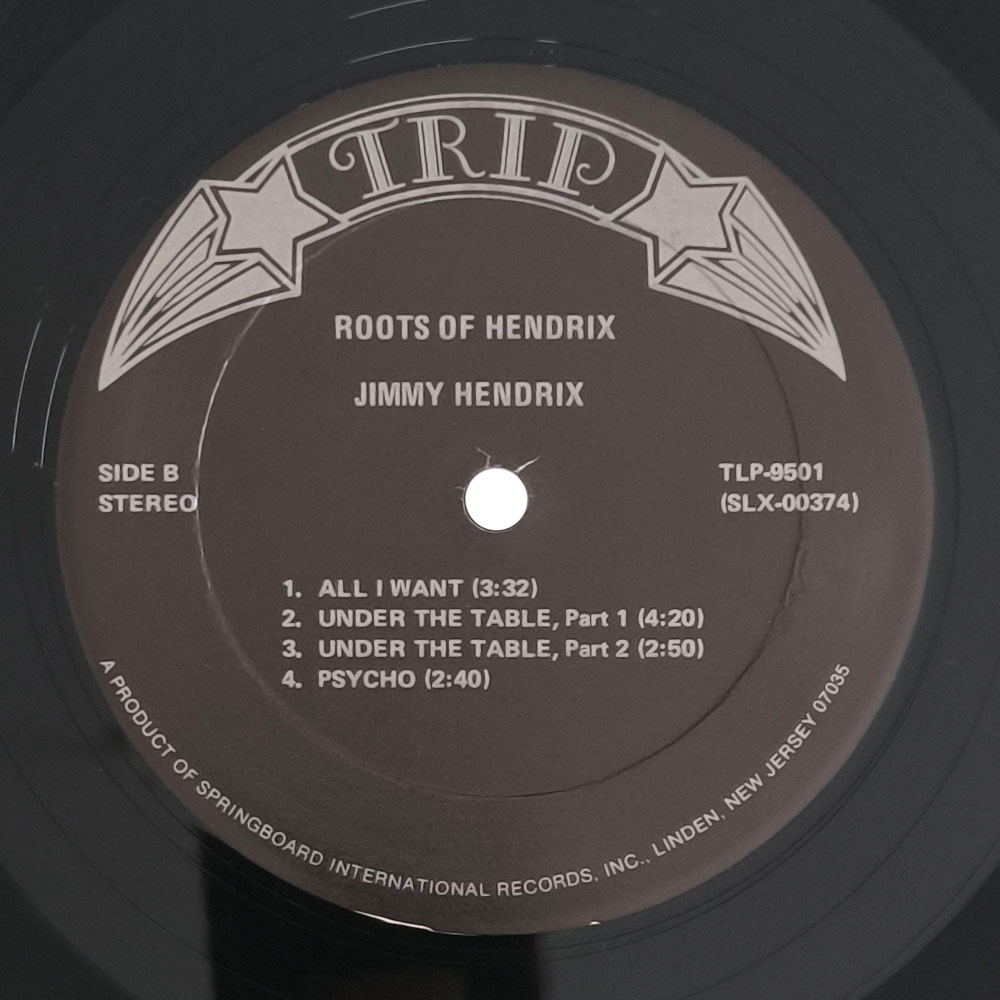 TRIP
ROOTS OF HENDRIX
JIMMY HENDRIX
SIDE B
STEREO
TLP-9501
(SLX-00374)
1. ALL I WANT (3:32)
2. UNDER THE TABLE, Part 1 (4:20)
3. UNDER THE TABLE, Part 2 (2:50)
4. PSYCHO (2:40)
A PRODUCT OF SPRINGBOARD INTERNATIONAL RECORDS, INC., LINDEN, NEW JERSEY 07035